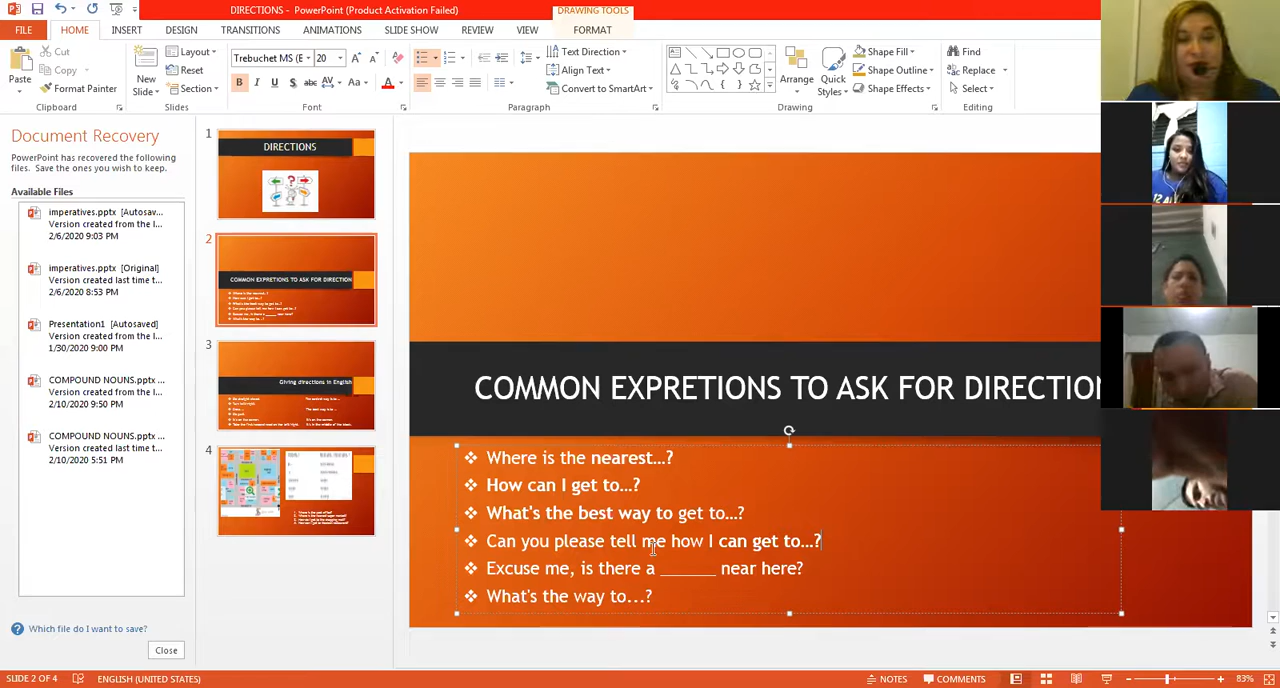 DIRECTIONS - PowerPoint (Product Activation Failed)
DRAWING TOOLS
FILE
HOME
INSERT
DESIGN
TRANSITIONS
ANIMATIONS
SLIDE SHOW
REVIEW
VIEW
FORMAT
Paste
Cut
Copy
Format Painter
Clipboard
New Slide
Layout
Reset
Section
Slides
Trebuchet MS (E
20
Font
Text Direction
Align Text
Convert to SmartArt
Paragraph
Arrange
Quick Styles
Shape Fill
Shape Outline
Shape Effects
Drawing
Find
Replace
Select
Editing
Document Recovery
PowerPoint has recovered the following
files. Save the ones you wish to keep.
Available Files
imperatives.pptx [Autosav...
Version created from the l...
2/6/2020 9:03 PM
imperatives.pptx [Original]
Version created last time t...
2/6/2020 8:53 PM
Presentation1 [Autosaved]
Version created from the l...
1/30/2020 9:00 PM
COMPOUND NOUNS.pptx ...
Version created from the l...
2/10/2020 9:50 PM
COMPOUND NOUNS.pptx ...
Version created last time t...
2/10/2020 5:51 PM
Which file do I want to save?
Close
1
DIRECTIONS
2
COMMON EXPRETIONS TO ASK FOR DIRECTION
3
Giving directions in English
4
COMMON EXPRETIONS TO ASK FOR DIRECTION
Where is the nearest…?
How can I get to…?
What's the best way to get to…?
Can you please tell me how I can get to…?
Excuse me, is there a ______ near here?
What's the way to...?
SLIDE 2 OF 4
ENGLISH (UNITED STATES)
NOTES
COMMENTS
83%